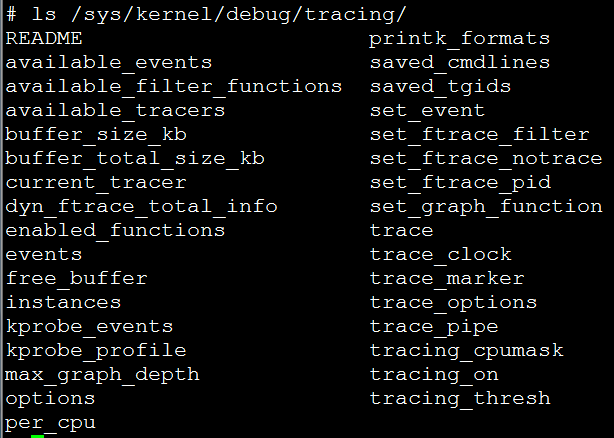 # ls /sys/kernel/debug/tracing/
README printk_formats
available_events saved_cmdlines
available_filter_functions saved_tgids
available_tracers set_event
buffer_size_kb set_ftrace_filter
buffer_total_size_kb set_ftrace_notrace
current_tracer set_ftrace_pid
dyn_ftrace_total_info set_graph_function
enabled_functions trace
events trace_clock
free_buffer trace_marker
instances trace_options
kprobe_events trace_pipe
kprobe_profile tracing_cpumask
max_graph_depth tracing_on
options tracing_thresh
per_cpu